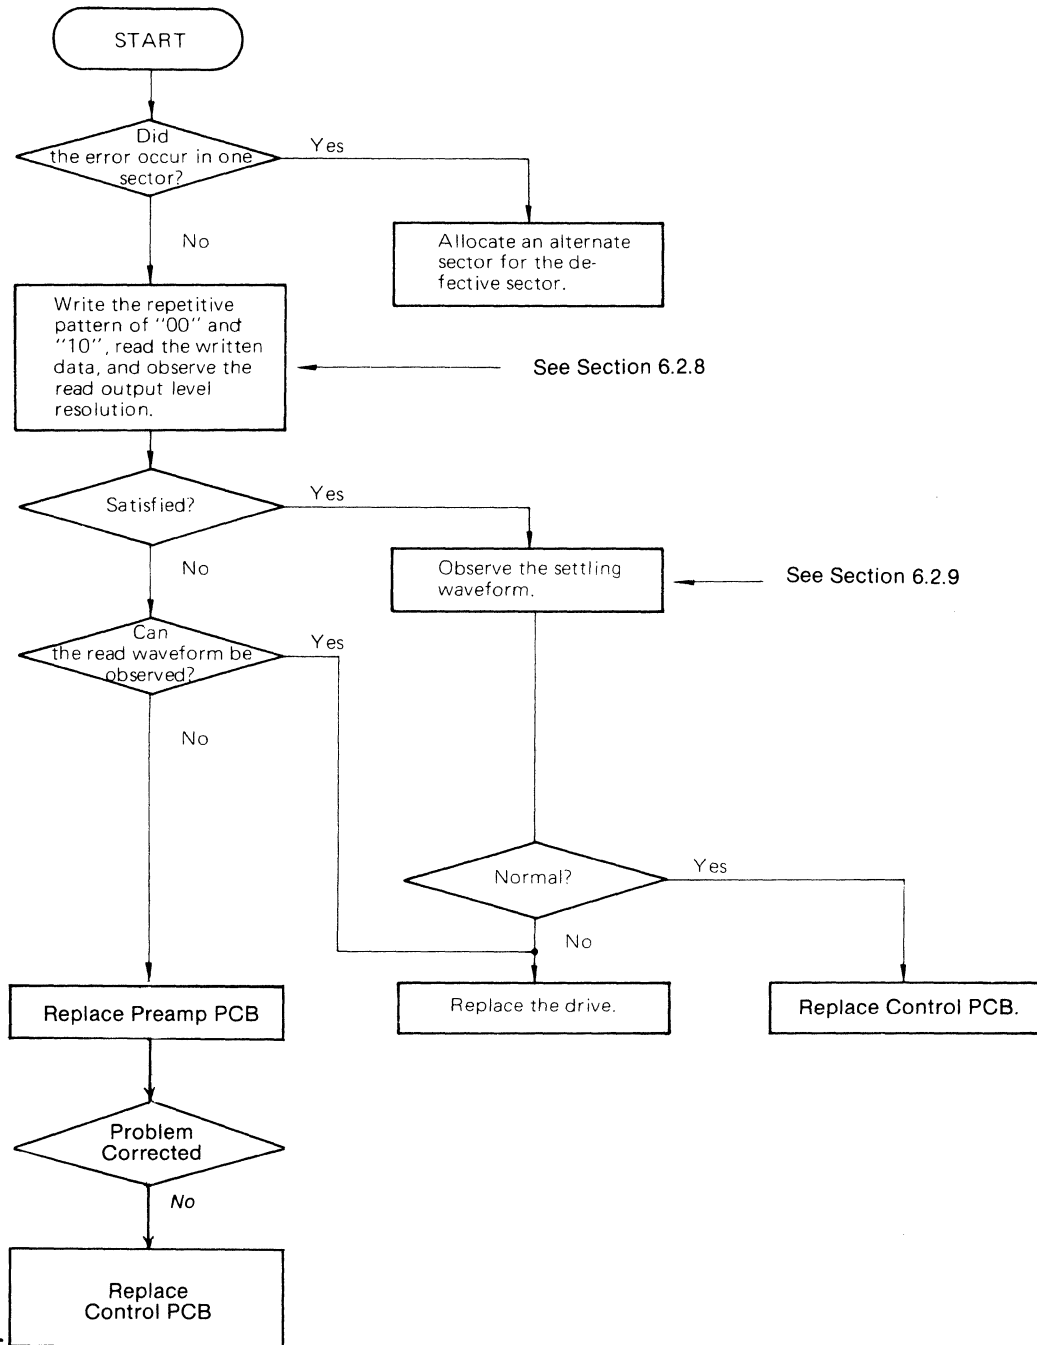 START
Did
the error occur in one
sector?
Yes
No
Allocate an alternate
sector for the de-
fective sector.
Write the repetitive
pattern of "00" and
"10", read the written
data, and observe the
read output level
resolution.
See Section 6.2.8
Satisfied?
Yes
No
Observe the settling
waveform.
See Section 6.2.9
Can
the read waveform be
observed?
Yes
No
Normal?
Yes
No
Replace Preamp PCB
Replace the drive.
Replace Control PCB.
Problem
Corrected
No
Replace
Control PCB